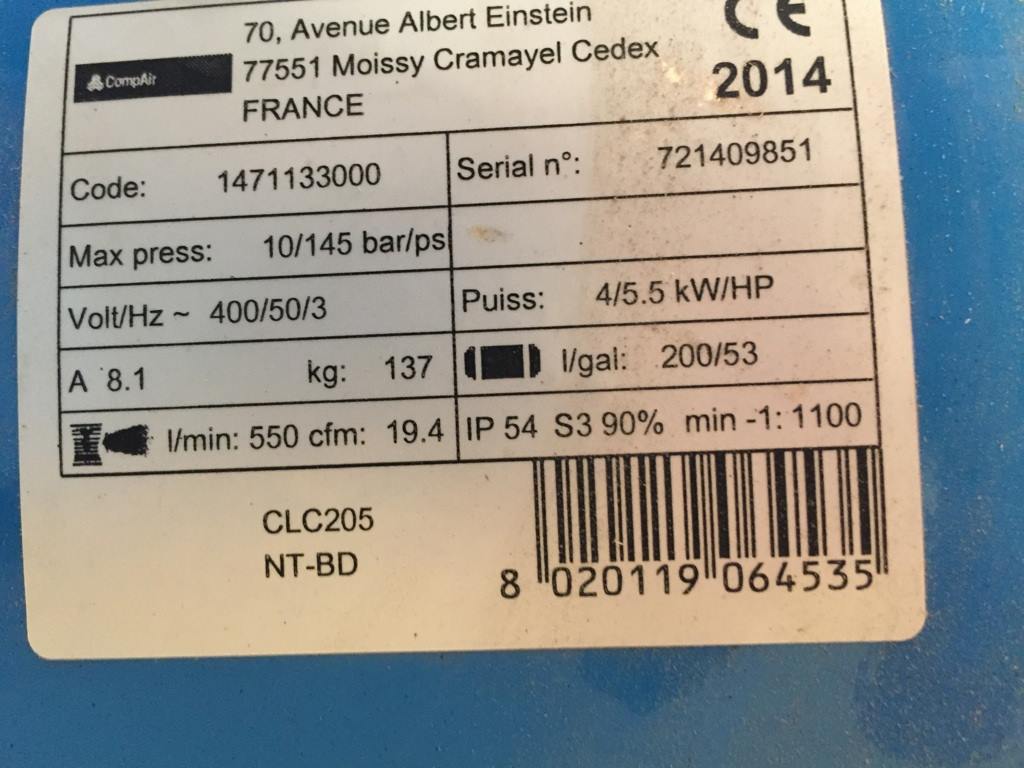 70, Avenue Albert Einstein
CompAir
77551 Moissy Cramayel Cedex
FRANCE
CE
2014
Code: 1471133000
Serial n°: 721409851
Max press: 10/145 bar/ps
Volt/Hz ~ 400/50/3
Puiss: 4/5.5 kW/HP
A 8.1 kg: 137
l/gal: 200/53
l/min: 550 cfm: 19.4
IP 54 S3 90% min -1: 1100
CLC205
NT-BD
8 020119 064535